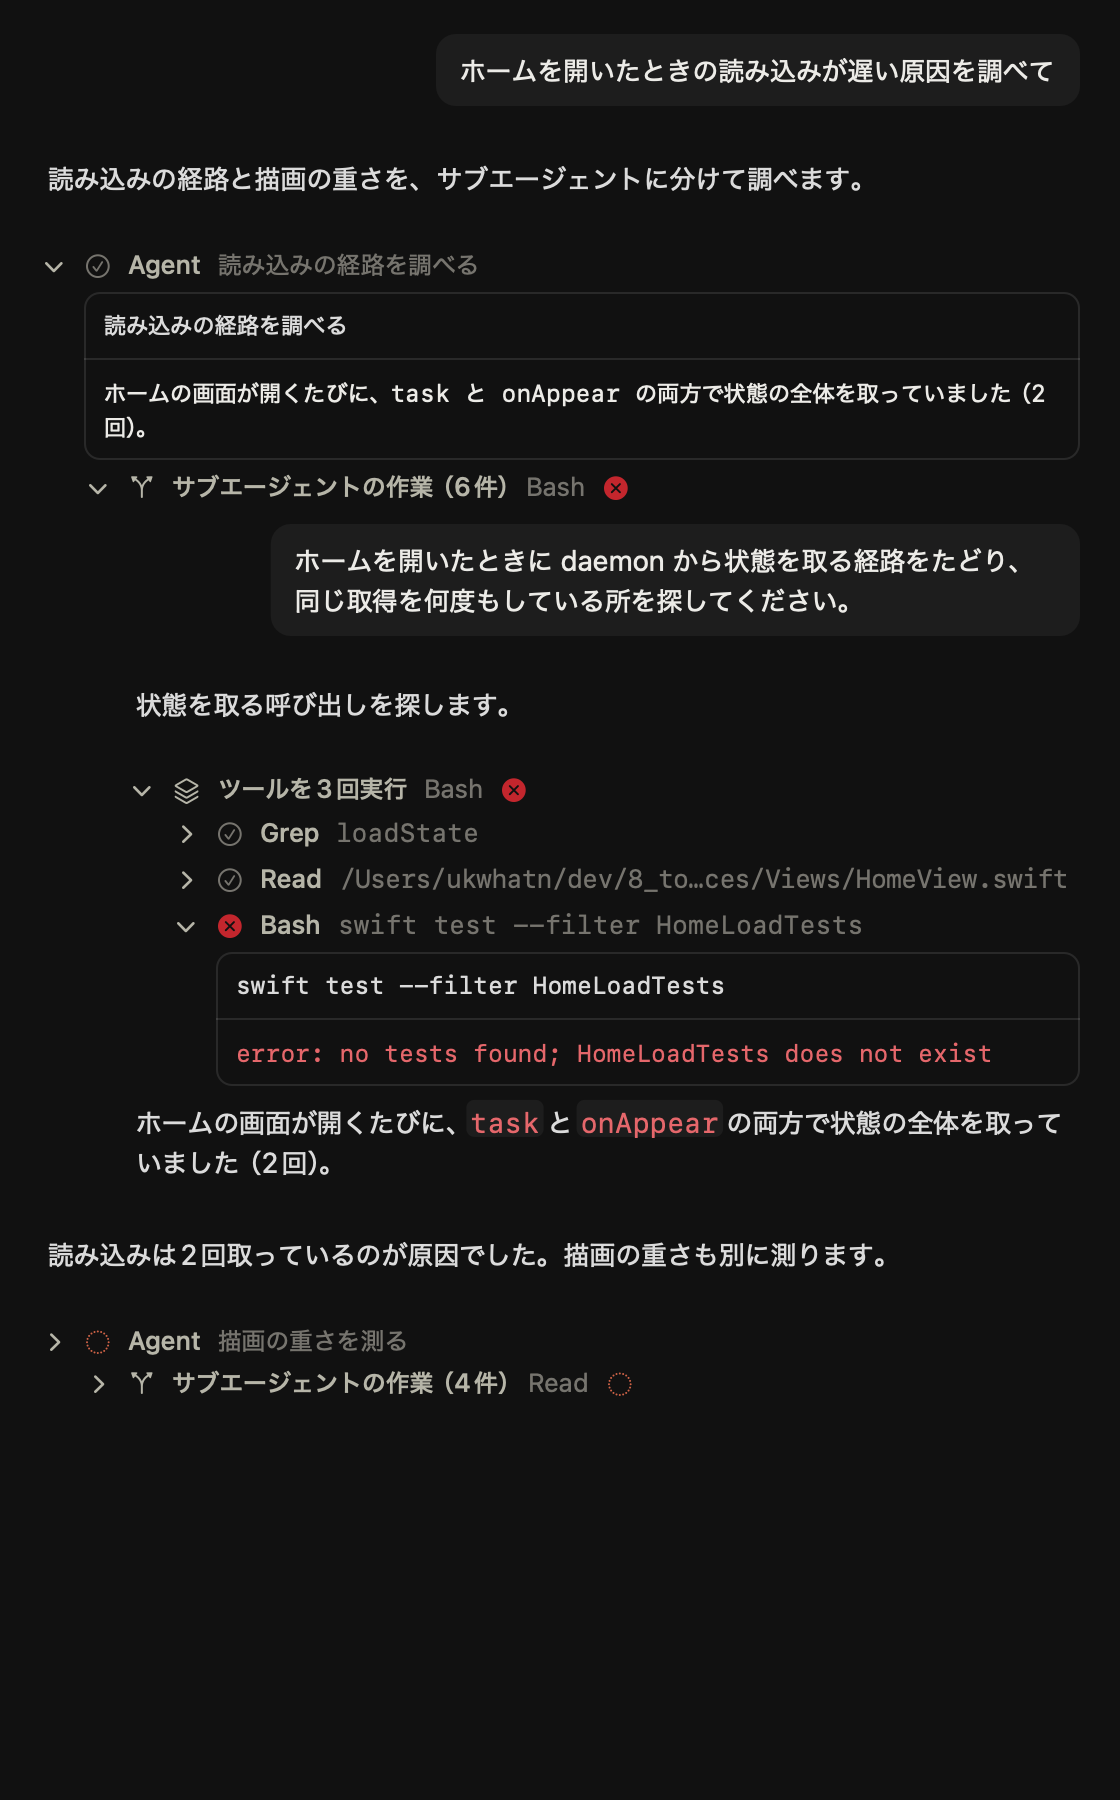 ホームを開いたときの読み込みが遅い原因を調べて
読み込みの経路と描画の重さを、サブエージェントに分けて調べます。
Agent 読み込みの経路を調べる
読み込みの経路を調べる
ホームの画面が開くたびに、task と onAppear の両方で状態の全体を取っていました（2
回）。
サブエージェントの作業（6件） Bash
ホームを開いたときに daemon から状態を取る経路をたどり、
同じ取得を何度もしている所を探してください。
状態を取る呼び出しを探します。
ツールを3回実行 Bash
Grep loadState
Read /Users/ukwhatn/dev/8_to…ces/Views/HomeView.swift
Bash swift test --filter HomeLoadTests
swift test --filter HomeLoadTests
error: no tests found; HomeLoadTests does not exist
ホームの画面が開くたびに、task と onAppear の両方で状態の全体を取って
いました（2回）。
読み込みは2回取っているのが原因でした。描画の重さも別に測ります。
Agent 描画の重さを測る
サブエージェントの作業（4件） Read